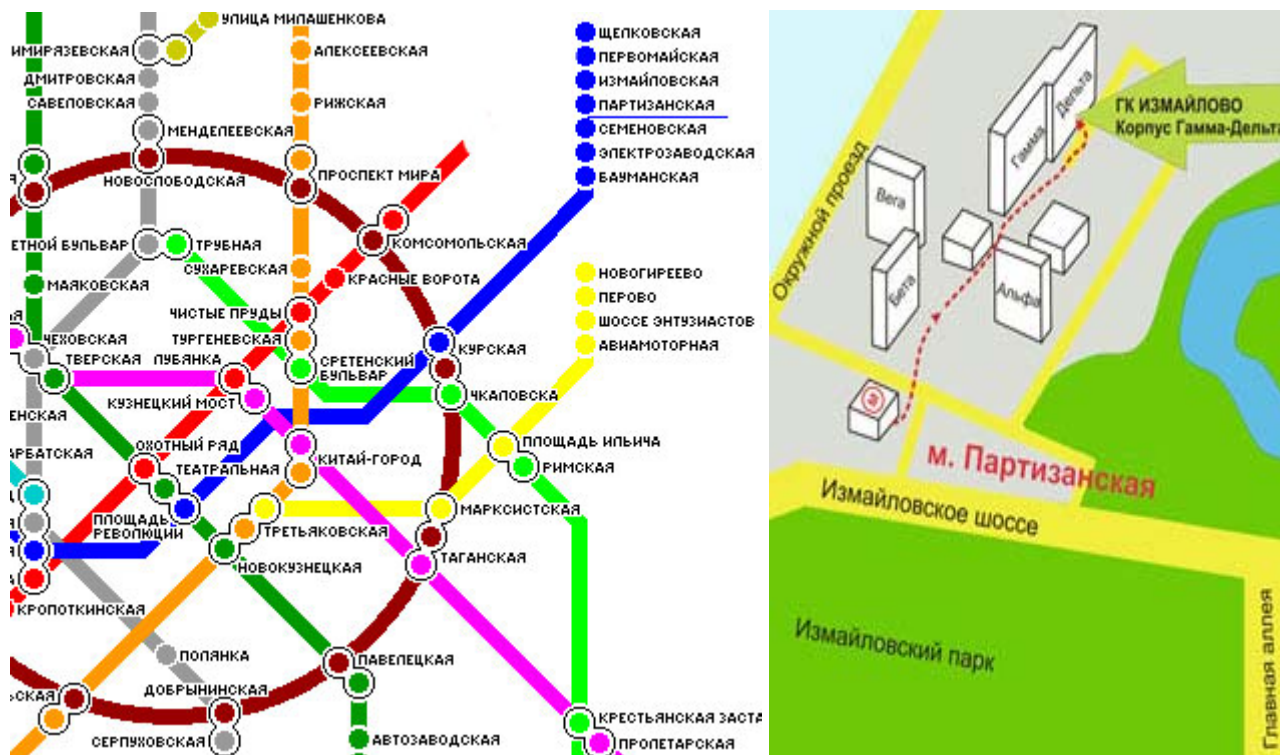 УЛИЦА МИЛАШЕНКОВА
ИМИРЯЗЕВСКАЯ
АЛЕКСЕЕВСКАЯ
ДМИТРОВСКАЯ
САВЕЛОВСКАЯ
РИЖСКАЯ
МЕНДЕЛЕЕВСКАЯ
НОВОСЛОБОДСКАЯ
ПРОСПЕКТ МИРА
ЕТНОЙ БУЛЬВАР
ТРУБНАЯ
КОМСОМОЛЬСКАЯ
СУХАРЕВСКАЯ
КРАСНЫЕ ВОРОТА
МАЯКОВСКАЯ
ЧИСТЫЕ ПРУДЫ
ТУРГЕНЕВСКАЯ
КУРСКАЯ
ЧЕХОВСКАЯ
ТВЕРСКАЯ
ЛУБЯНКА
СРЕТЕНСКИЙ
БУЛЬВАР
ЧКАЛОВСКА
КУЗНЕЦКИЙ МОСТ
ЕНСКАЯ
ОХОТНЫЙ РЯД
ПЛОЩАДЬ ИЛЬИЧА
АРБАТСКАЯ
ТЕАТРАЛЬНАЯ
КИТАЙ-ГОРОД
РИМСКАЯ
ПЛОЩАДЬ
РЕВОЛЮЦИИ
ТРЕТЬЯКОВСКАЯ
МАРКСИСТСКАЯ
НОВОКУЗНЕЦКАЯ
ТАГАНСКАЯ
КРОПОТКИНСКАЯ
ПОЛЯНКА
ПАВЕЛЕЦКАЯ
ЬСКАЯ
ДОБРЫНИНСКАЯ
СЕРПУХОВСКАЯ
АВТОЗАВОДСКАЯ
КРЕСТЬЯНСКАЯ ЗАСТА
ПРОЛЕТАРСКАЯ
ЩЕЛКОВСКАЯ
ПЕРВОМАЙСКАЯ
ИЗМАЙЛОВСКАЯ
ПАРТИЗАНСКАЯ
СЕМЕНОВСКАЯ
ЭЛЕКТРОЗАВОДСКАЯ
БАУМАНСКАЯ
НОВОГИРЕЕВО
ПЕРОВО
ШОССЕ ЭНТУЗИАСТОВ
АВИАМОТОРНАЯ
ГК ИЗМАЙЛОВО
Корпус Гамма-Дельта
Дельта
Гамма
Вега
Бета
Альфа
Окружной проезд
м. Партизанская
Измайловское шоссе
Измайловский парк
Главная аллея